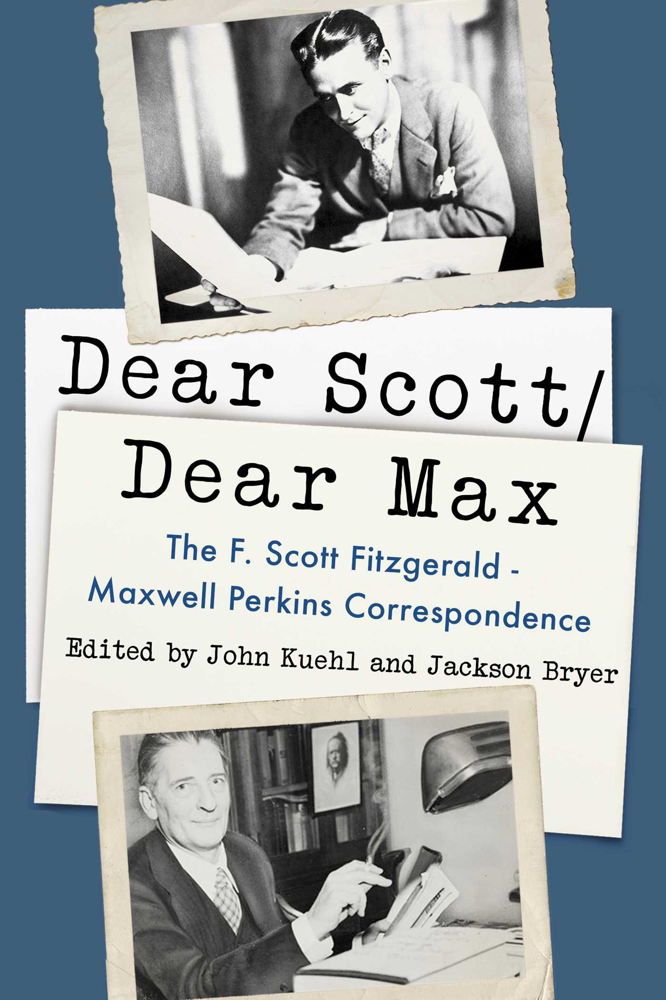 Dear Scott/
Dear Max
The F. Scott Fitzgerald -
Maxwell Perkins Correspondence
Edited by John Kuehl and Jackson Bryer